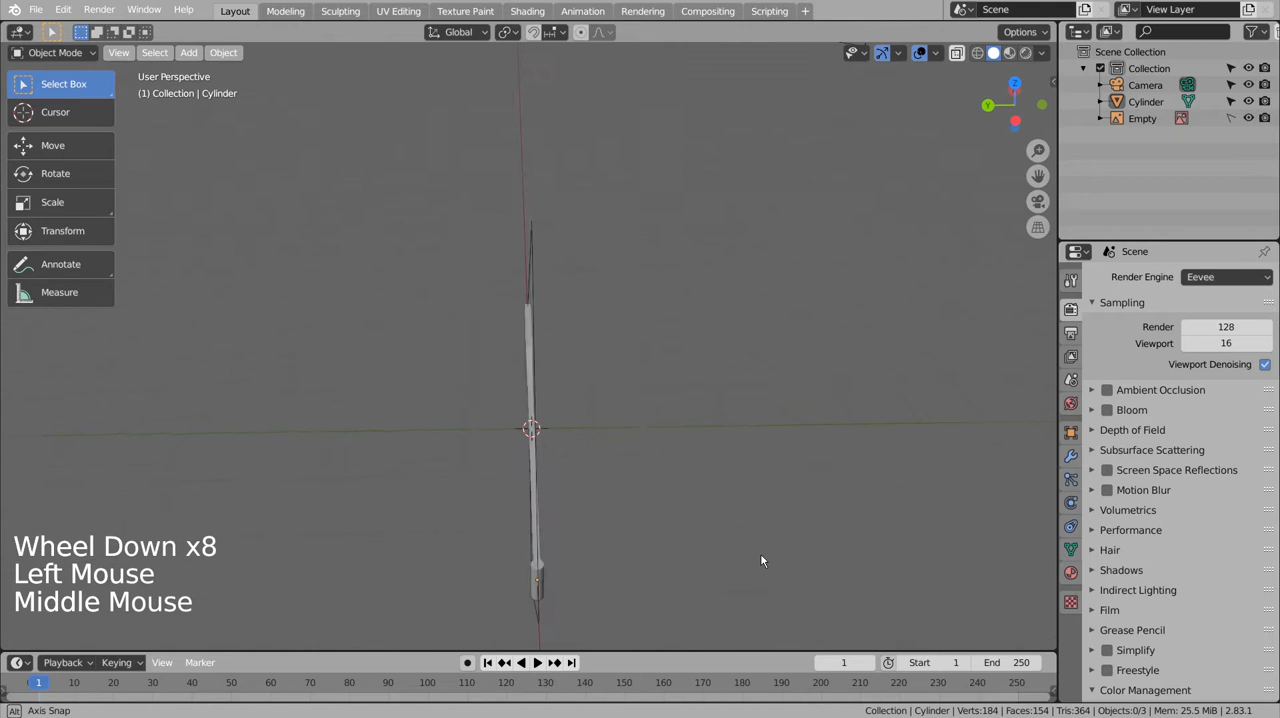 File Edit Render Window Help Layout Modeling Sculpting UV Editing Texture Paint Shading Animation Rendering Compositing Scripting + Scene View Layer
Global Options
Object Mode View Select Add Object
User Perspective
(1) Collection | Cylinder
Select Box
Cursor
Move
Rotate
Scale
Transform
Annotate
Measure
Z
Y
Wheel Down x8
Left Mouse
Middle Mouse
Scene Collection
Collection
Camera
Cylinder
Empty
Scene
Render Engine Eevee
Sampling
Render 128
Viewport 16
Viewport Denoising
Ambient Occlusion
Bloom
Depth of Field
Subsurface Scattering
Screen Space Reflections
Motion Blur
Volumetrics
Performance
Hair
Shadows
Indirect Lighting
Film
Grease Pencil
Simplify
Freestyle
Color Management
Playback Keying View Marker 1 Start 1 End 250
1 10 20 30 40 50 60 70 80 90 100 110 120 130 140 150 160 170 180 190 200 210 220 230 240 250
Alt Axis Snap Collection | Cylinder | Verts:184 | Faces:154 | Tris:364 | Objects:0/3 | Mem: 25.5 MiB | 2.83.1